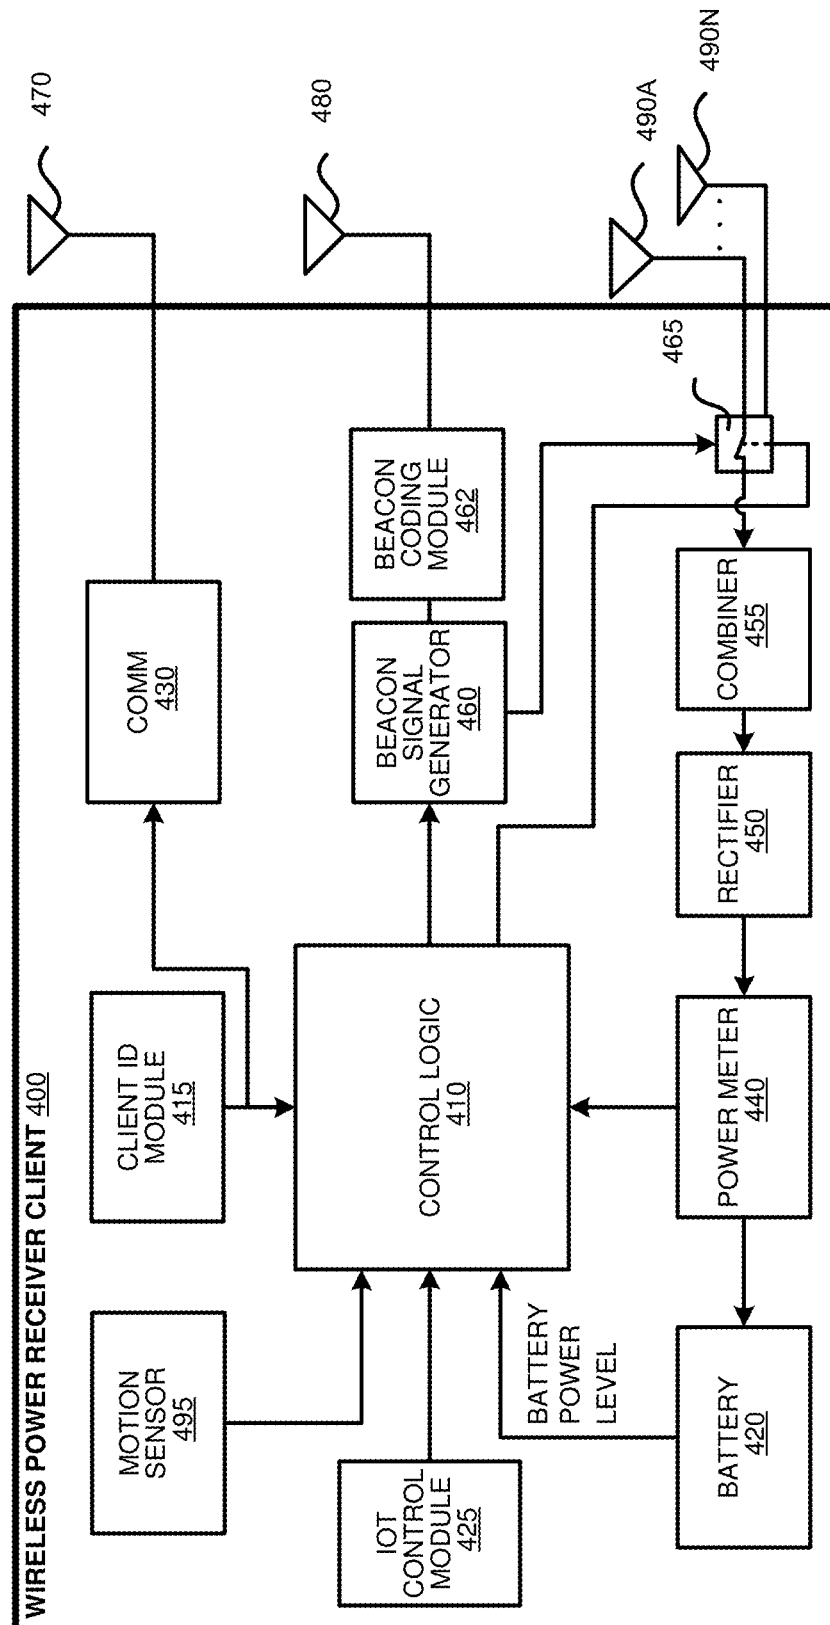 WIRELESS POWER RECEIVER CLIENT 400
MOTION
SENSOR
495
CLIENT ID
MODULE
415
COMM
430
470
IOT
CONTROL
MODULE
425
CONTROL LOGIC
410
BEACON
SIGNAL
GENERATOR
460
BEACON
CODING
MODULE
462
480
BATTERY
POWER
LEVEL
BATTERY
420
POWER METER
440
RECTIFIER
450
COMBINER
455
465
490A
490N